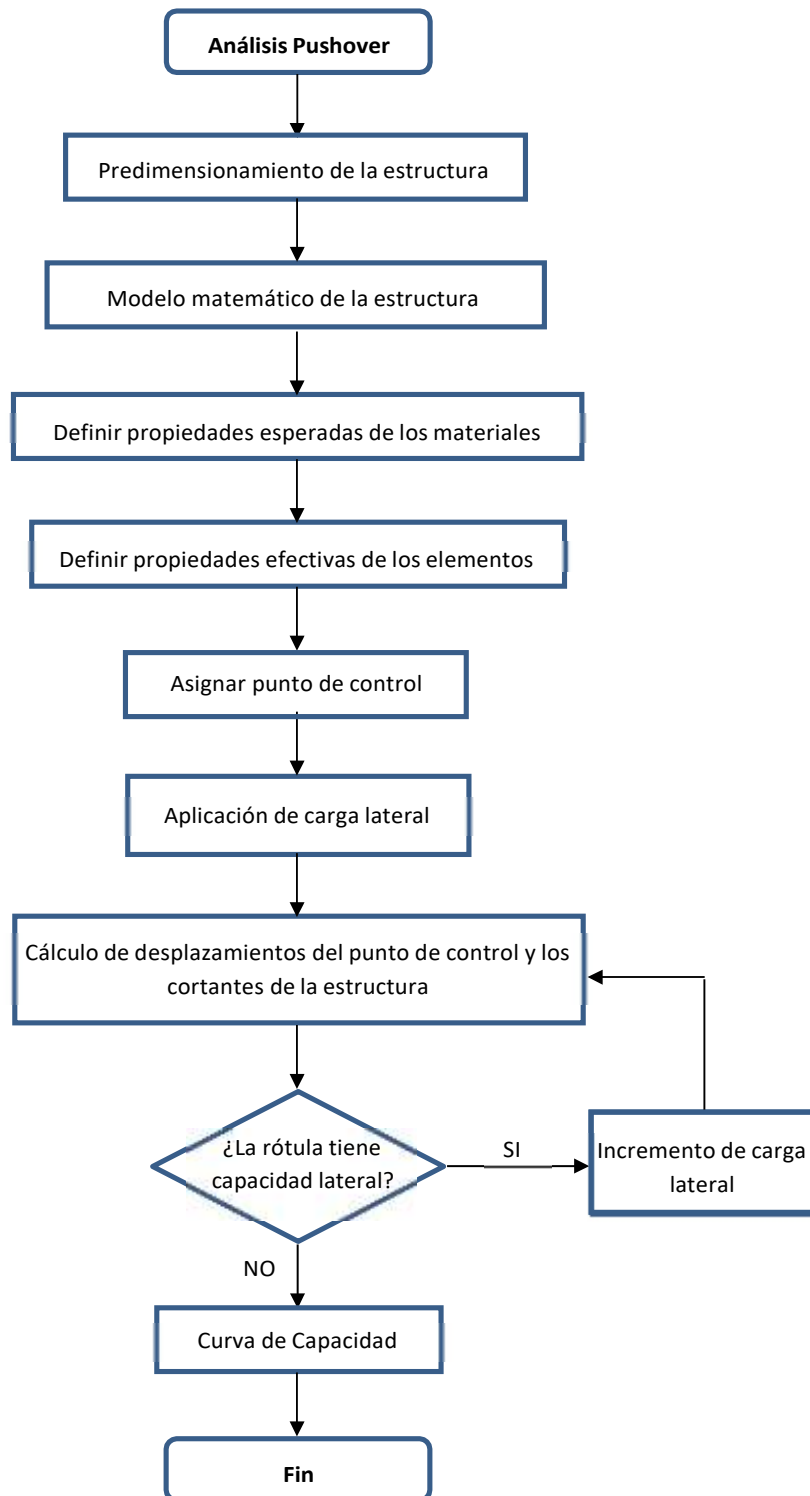 Análisis Pushover
Predimensionamiento de la estructura
Modelo matemático de la estructura
Definir propiedades esperadas de los materiales
Definir propiedades efectivas de los elementos
Asignar punto de control
Aplicación de carga lateral
Cálculo de desplazamientos del punto de control y los
cortantes de la estructura
¿La rótula tiene
capacidad lateral?
SI
Incremento de carga
lateral
NO
Curva de Capacidad
Fin